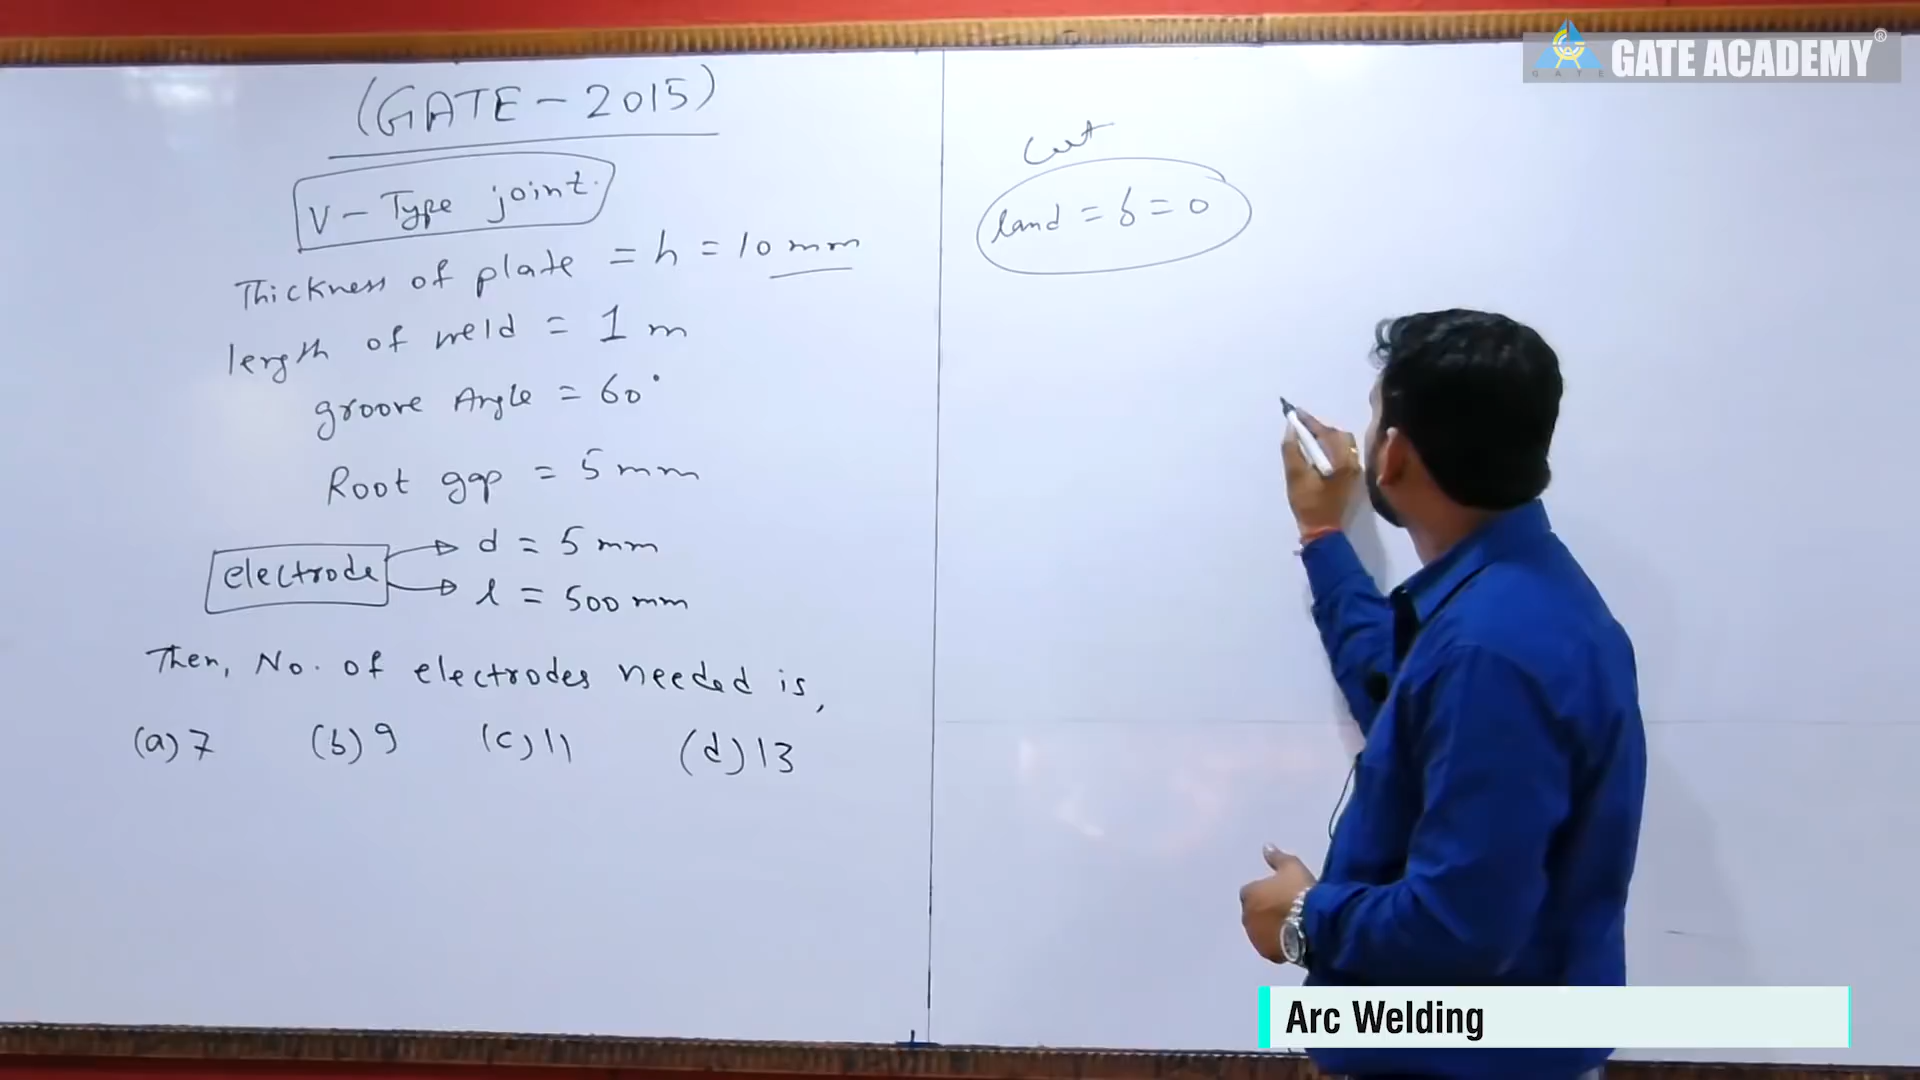 (GATE - 2015)
V - Type joint.
Thickness of plate = h = 10 mm
length of weld = 1 m
groove Angle = 60°
Root gap = 5 mm
electrode
d = 5 mm
l = 500 mm
Then, No. of electrodes needed is,
(a) 7 (b) 9 (c) 11 (d) 13
Let
land = b = 0
GATE ACADEMY®
GATE
Arc Welding